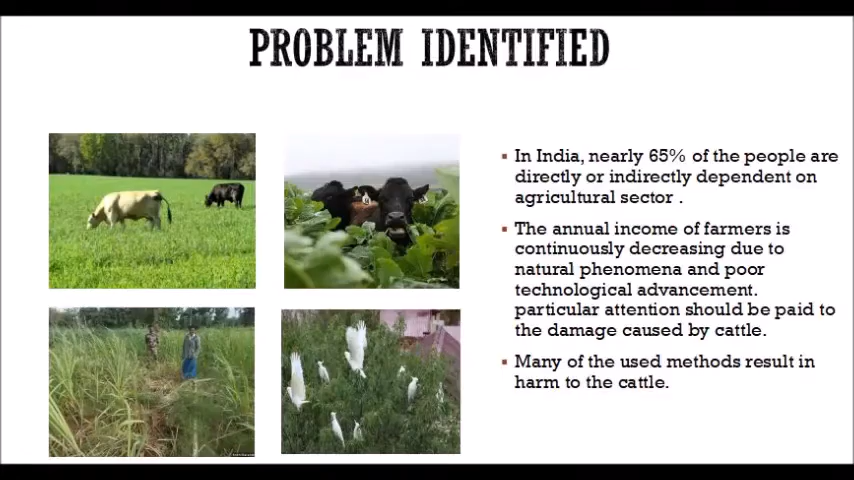 PROBLEM IDENTIFIED
In India, nearly 65% of the people are
directly or indirectly dependent on
agricultural sector .
The annual income of farmers is
continuously decreasing due to
natural phenomena and poor
technological advancement.
particular attention should be paid to
the damage caused by cattle.
Many of the used methods result in
harm to the cattle.